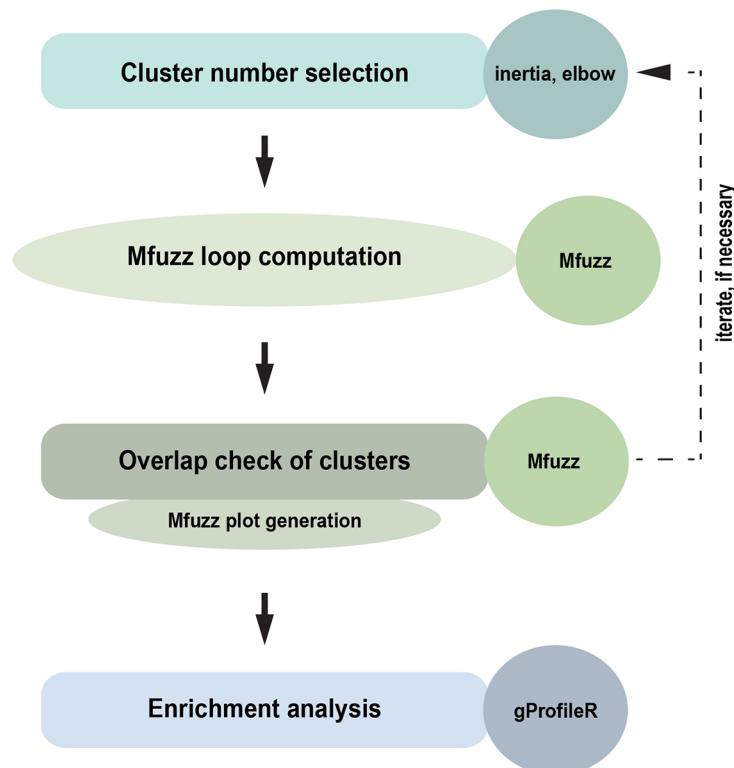 Cluster number selection
inertia, elbow
Mfuzz loop computation
Mfuzz
iterate, if necessary
Overlap check of clusters
Mfuzz
Mfuzz plot generation
Enrichment analysis
gProfileR